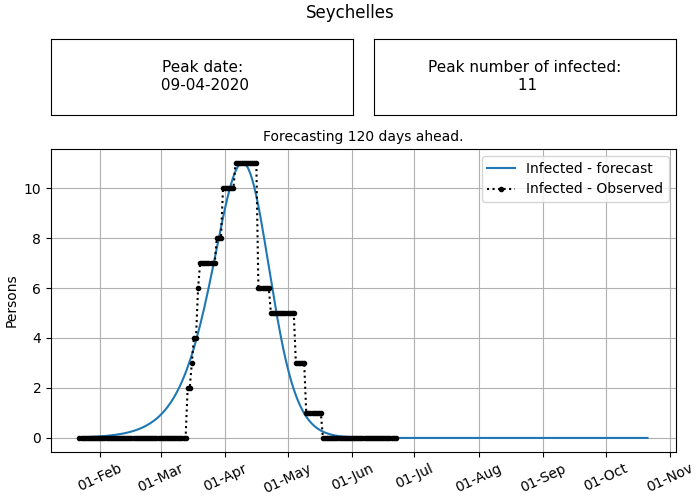 Seychelles
Peak date:
09-04-2020
Peak number of infected:
11
Forecasting 120 days ahead.
Infected - forecast
Infected - Observed
Persons
10
8
6
4
2
0
01-Feb
01-Mar
01-Apr
01-May
01-Jun
01-Jul
01-Aug
01-Sep
01-Oct
01-Nov